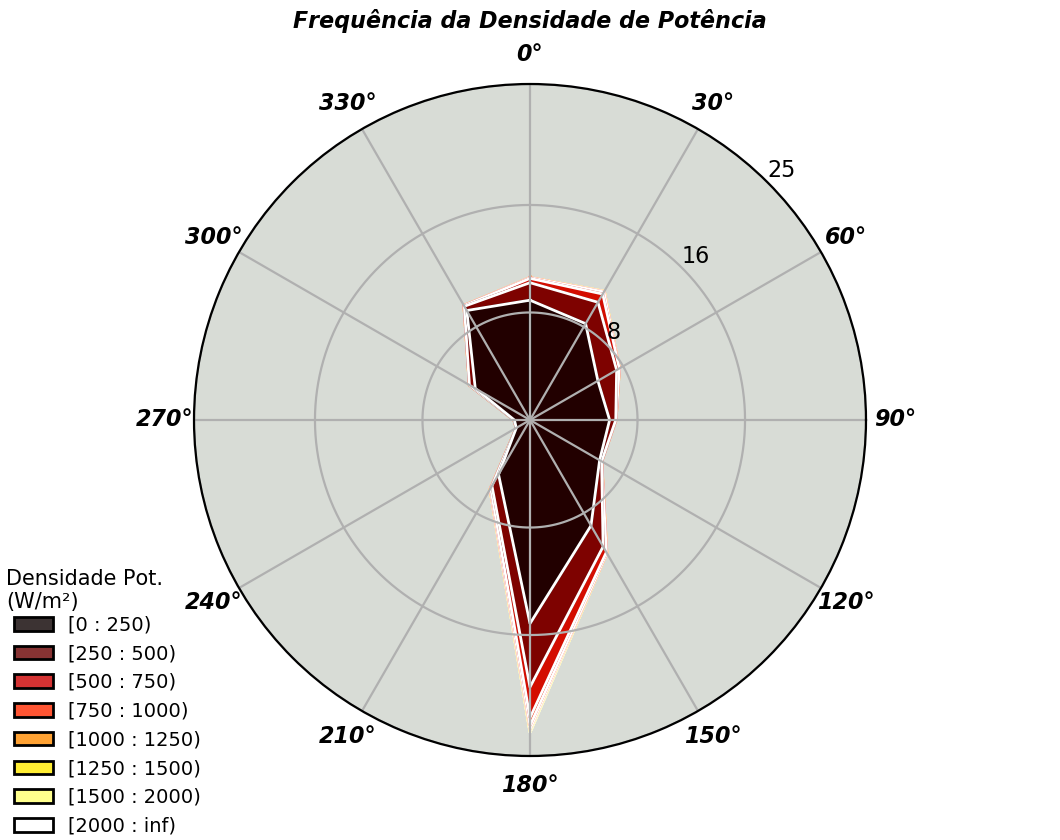 Frequência da Densidade de Potência
0°
330°
30°
25
300°
60°
16
8
270°
90°
Densidade Pot.
(W/m²)
240°
120°
[0 : 250)
[250 : 500)
[500 : 750)
[750 : 1000)
210°
150°
[1000 : 1250)
[1250 : 1500)
180°
[1500 : 2000)
[2000 : inf)